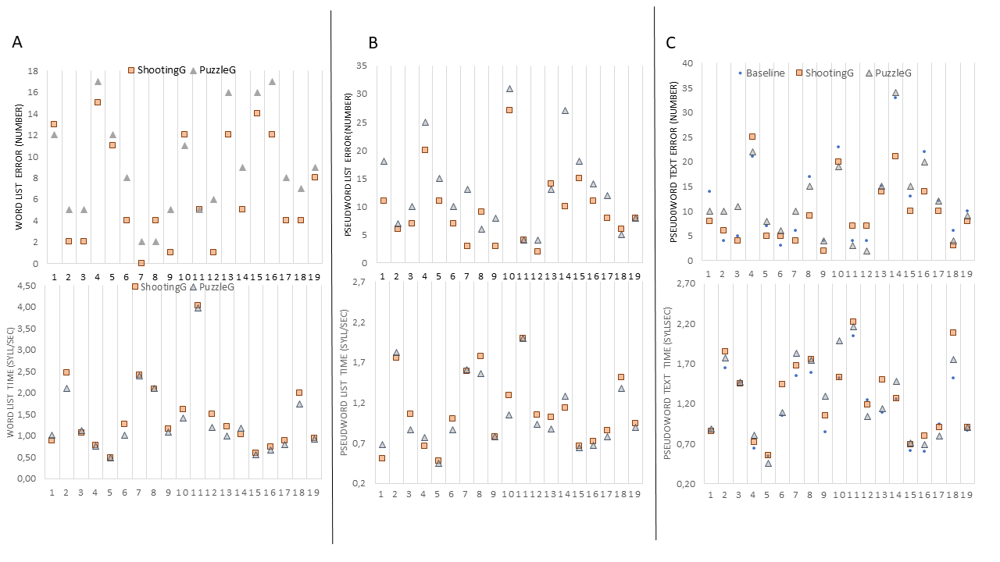 A
ShootingG PuzzleG
WORD LIST ERROR (NUMBER)
18
16
14
12
10
8
6
4
2
0
1 2 3 4 5 6 7 8 9 10 11 12 13 14 15 16 17 18 19
ShootingG PuzzleG
WORD LIST TIME (SYLL/SEC)
4,50
4,00
3,50
3,00
2,50
2,00
1,50
1,00
0,50
0,00
1 2 3 4 5 6 7 8 9 10 11 12 13 14 15 16 17 18 19
B
PSEUDWORD LIST ERROR(NUMBER)
35
30
25
20
15
10
5
0
1 2 3 4 5 6 7 8 9 10 11 12 13 14 15 16 17 18 19
PSEUDWORD LIST TIME (SYLL/SEC)
2,7
2,2
1,7
1,2
0,7
0,2
1 2 3 4 5 6 7 8 9 10 11 12 13 14 15 16 17 18 19
C
Baseline ShootingG PuzzleG
PSEUD0WORD TEXT ERROR (NUMBER)
40
35
30
25
20
15
10
5
0
1 2 3 4 5 6 7 8 9 10 11 12 13 14 15 16 17 18 19
PSEUDOWORD TEXT TIME (SYLLSEC)
2,70
2,20
1,70
1,20
0,70
0,20
1 2 3 4 5 6 7 8 9 10 11 12 13 14 15 16 17 18 19